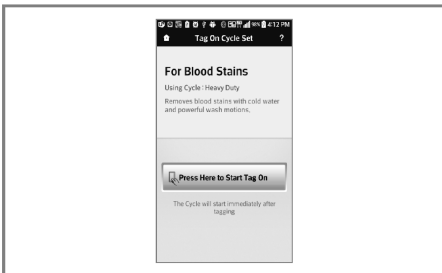 98% 4:12 PM
Tag On Cycle Set ?
For Blood Stains
Using Cycle : Heavy Duty
Removes blood stains with cold water
and powerful wash motions.
Press Here to Start Tag On
The Cycle will start immediately after
tagging